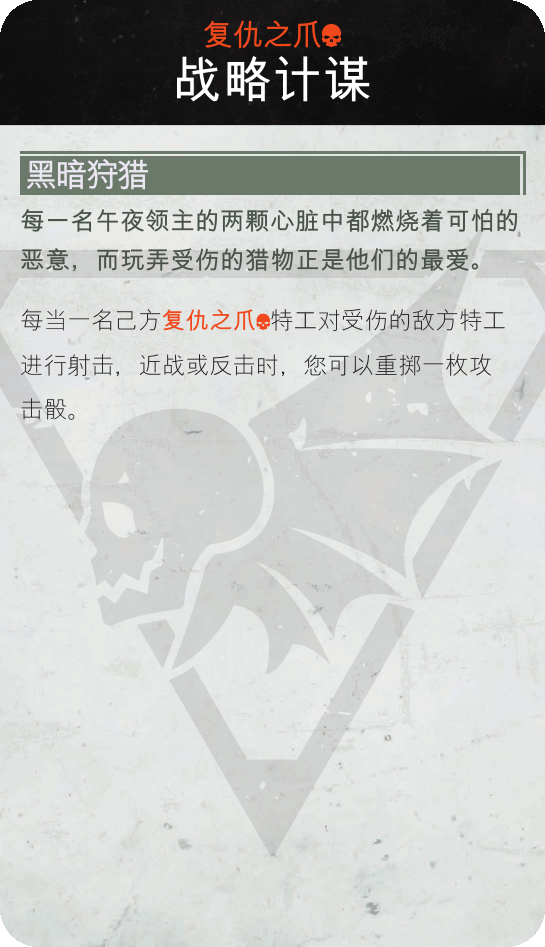 复仇之爪
战略计谋
黑暗狩猎
每一名午夜领主的两颗心脏中都燃烧着可怕的
恶意，而玩弄受伤的猎物正是他们的最爱。
每当一名己方复仇之爪特工对受伤的敌方特工
进行射击，近战或反击时，您可以重掷一枚攻
击骰。